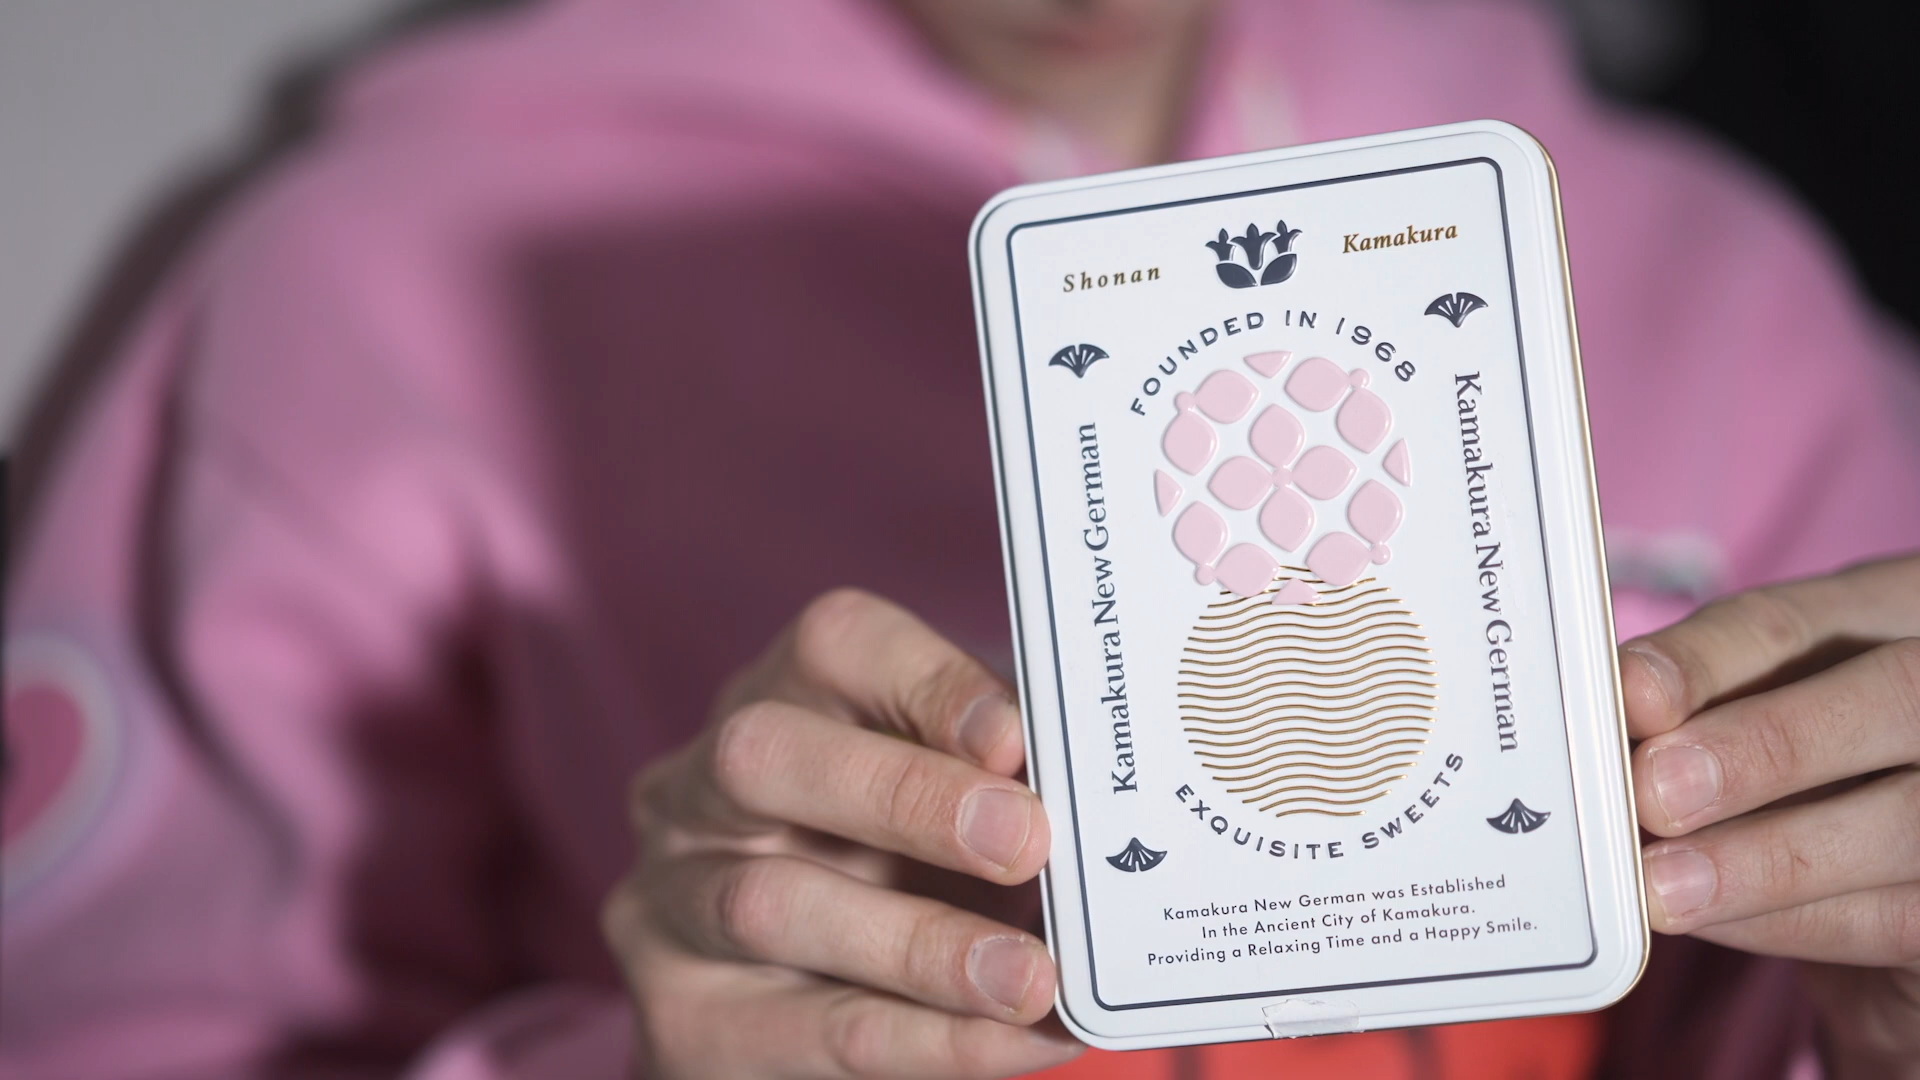 Shonan
Kamakura
FOUNDED IN 1968
Kamakura New German
Kamakura New German
EXQUISITE SWEETS
Kamakura New German was Established
In the Ancient City of Kamakura.
Providing a Relaxing Time and a Happy Smile.